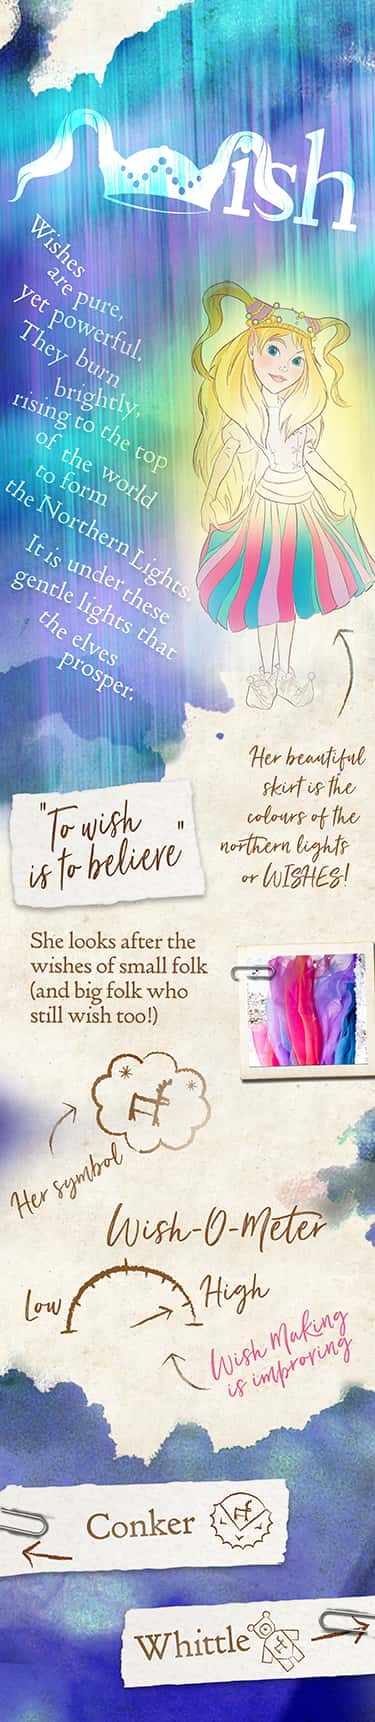 Wish
Wishes
are pure,
yet powerful.
They burn
brightly,
rising to the top
of the world
to form
the Northern Lights.
It is under these
gentle lights that
the elves
prosper.
Her beautiful
skirt is the
colours of the
northern lights
or WISHES!
"To wish
is to believe"
She looks after the
wishes of small folk
(and big folk who
still wish too!)
Her symbol
Wish-O-Meter
Low
High
Wish Making
is improving
Conker
Whittle